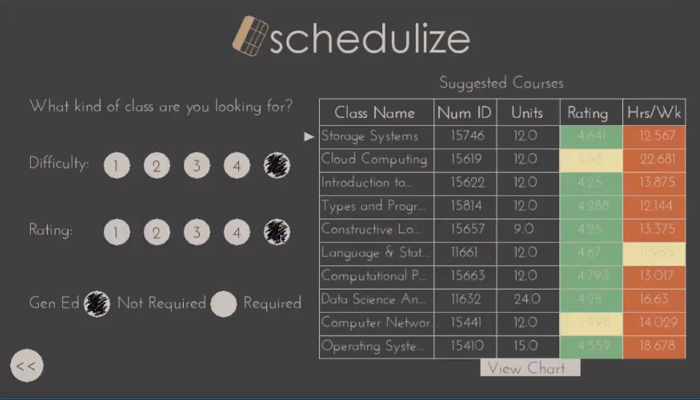 schedulize
Suggested Courses
What kind of class are you looking for?
Difficulty: 1 2 3 4
Rating: 1 2 3 4
Gen Ed Not Required Required
<<
Class Name Num ID Units Rating Hrs/Wk
Storage Systems 15746 12.0 4.641 12.567
Cloud Computing 15619 12.0 22.681
Introduction to... 15622 12.0 4.25 13.875
Types and Progr... 15814 12.0 4.288 12.144
Constructive Lo... 15657 9.0 4.25 13.375
Language & Stat... 11661 12.0 4.67
Computational P... 15663 12.0 4.793 13.017
Data Science An... 11632 24.0 4.28 16.63
Computer Networ... 15441 12.0 3.998 14.029
Operating Syste... 15410 15.0 4.559 18.678
View Chart